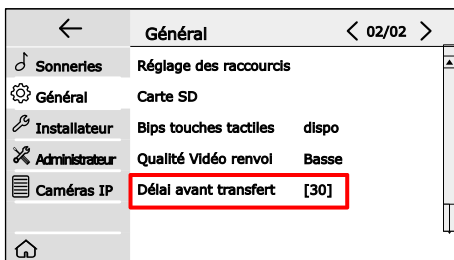 Général
02/02
Sonneries
Général
Installateur
Administrateur
Caméras IP
Réglage des raccourcis
Carte SD
Bips touches tactiles dispo
Qualité Vidéo renvoi Basse
Délai avant transfert [30]